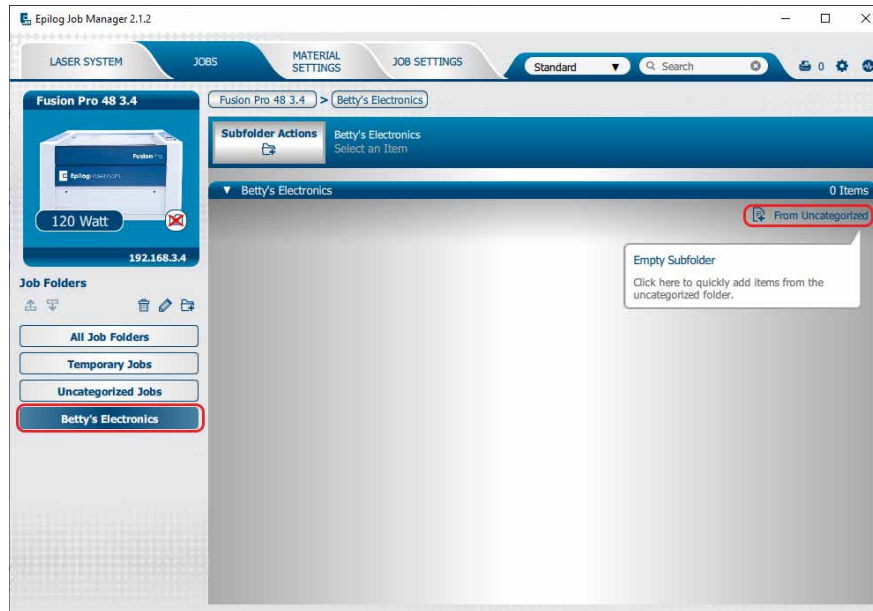 Epilog Job Manager 2.1.2
LASER SYSTEM
JOBS
MATERIAL
SETTINGS
JOB SETTINGS
Standard
Search
0
Fusion Pro 48 3.4
Fusion Pro 48 3.4 > Betty's Electronics
Subfolder Actions
Betty's Electronics
Select an Item
Fusion Pro
Epilog
120 Watt
192.168.3.4
Betty's Electronics
0 Items
From Uncategorized
Empty Subfolder
Click here to quickly add items from the
uncategorized folder.
Job Folders
All Job Folders
Temporary Jobs
Uncategorized Jobs
Betty's Electronics